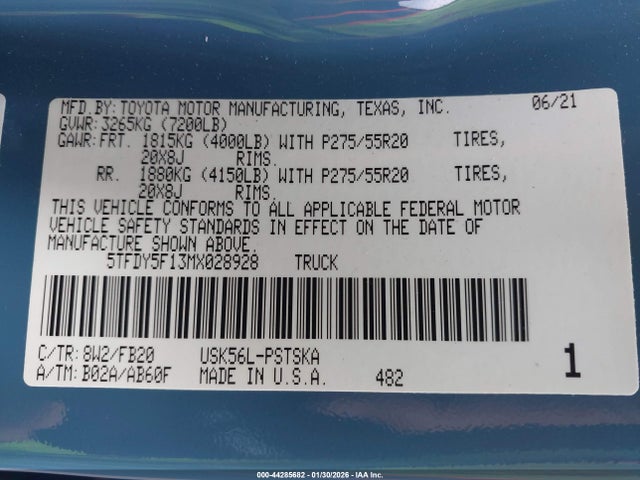 MFD.BY:TOYOTA MOTOR MANUFACTURING, TEXAS, INC. 06/21
GVWR:3265KG (7200LB)
GAWR:FRT. 1815KG (4000LB) WITH P275/55R20 TIRES,
20X8J RIMS.
RR. 1880KG (4150LB) WITH P275/55R20 TIRES,
20X8J RIMS.
THIS VEHICLE CONFORMS TO ALL APPLICABLE FEDERAL MOTOR
VEHICLE SAFETY STANDARDS IN EFFECT ON THE DATE OF
MANUFACTURE SHOWN ABOVE.
5TFDY5F13MX028928 TRUCK
C/TR:8W2/FB20 USK56L-PSTSKA
A/TM:B02A/AB60F MADE IN U.S.A. 482 1
000-44285682 - 01/30/2026 - IAA Inc.